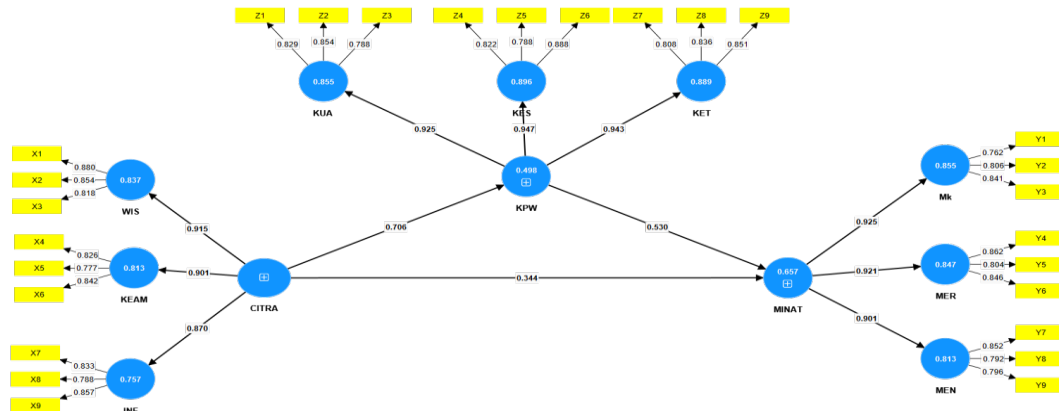 Z1 Z2 Z3 Z4 Z5 Z6 Z7 Z8 Z9
0.829 0.854 0.788 0.822 0.788 0.888 0.808 0.836 0.851
0.855 0.896 0.889
KUA KES KET
0.925 0.947 0.943
X1
X2
X3
0.880
0.854
0.818
0.837
WIS
0.915
X4
X5
X6
0.826
0.777
0.842
0.813
KEAM
0.901
X7
X8
X9
0.833
0.788
0.857
0.757
INF
0.870
CITRA
0.706
0.498
KPW
0.530
0.344
0.657
MINAT
0.925
0.855
Mk
0.762
0.806
0.841
Y1
Y2
Y3
0.921
0.847
MER
0.862
0.804
0.846
Y4
Y5
Y6
0.901
0.813
MEN
0.852
0.792
0.796
Y7
Y8
Y9